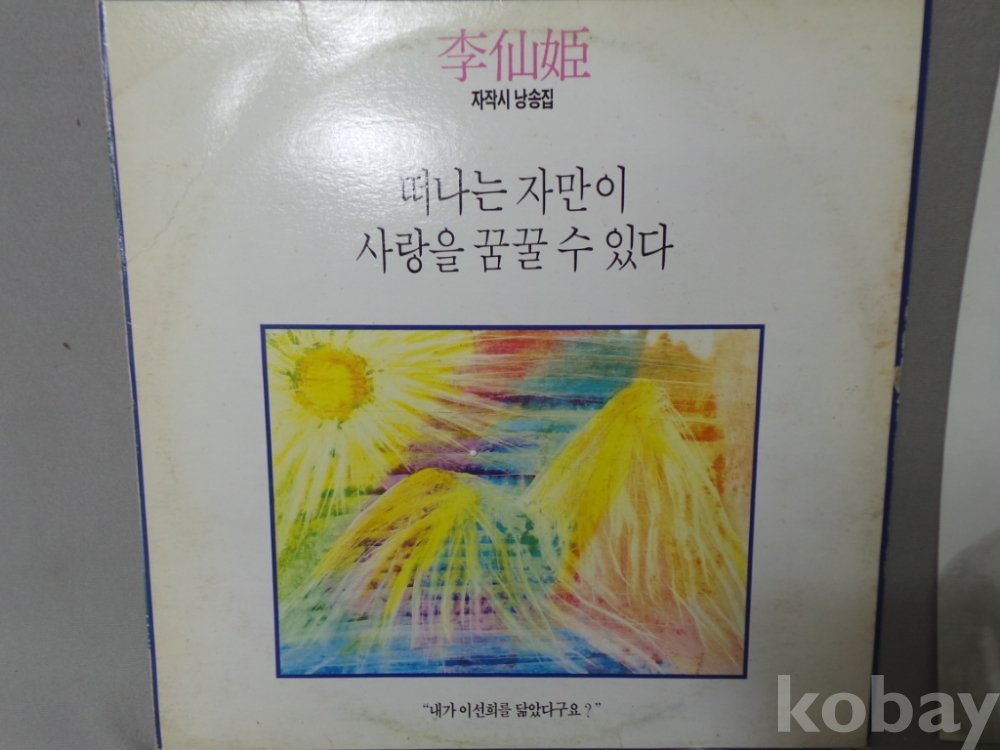 李仙姫
자작시 낭송집
떠나는 자만이
사랑을 꿈꿀 수 있다
"내가 이선희를 닮았다구요?"
kobay